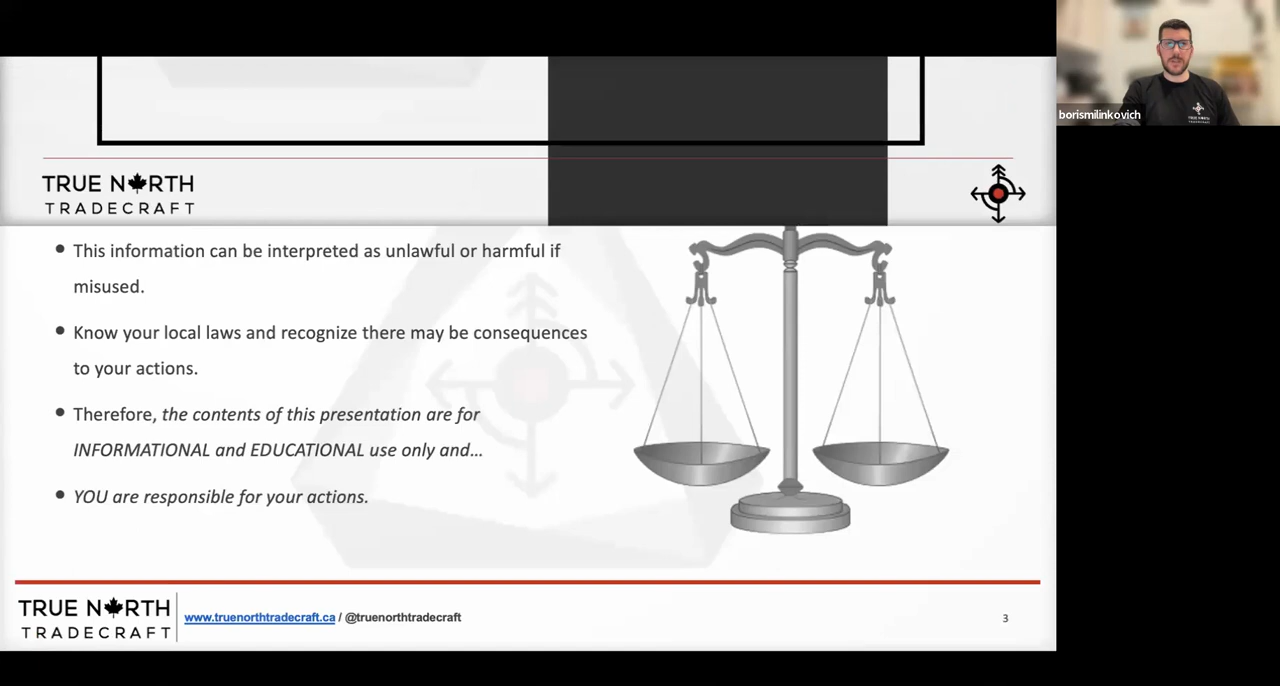 borismilinkovich
TRUE NORTH
TRADECRAFT
• This information can be interpreted as unlawful or harmful if
misused.
• Know your local laws and recognize there may be consequences
to your actions.
• Therefore, the contents of this presentation are for
INFORMATIONAL and EDUCATIONAL use only and…
• YOU are responsible for your actions.
TRUE NORTH
TRADECRAFT
www.truenorthtradecraft.ca / @truenorthtradecraft
3